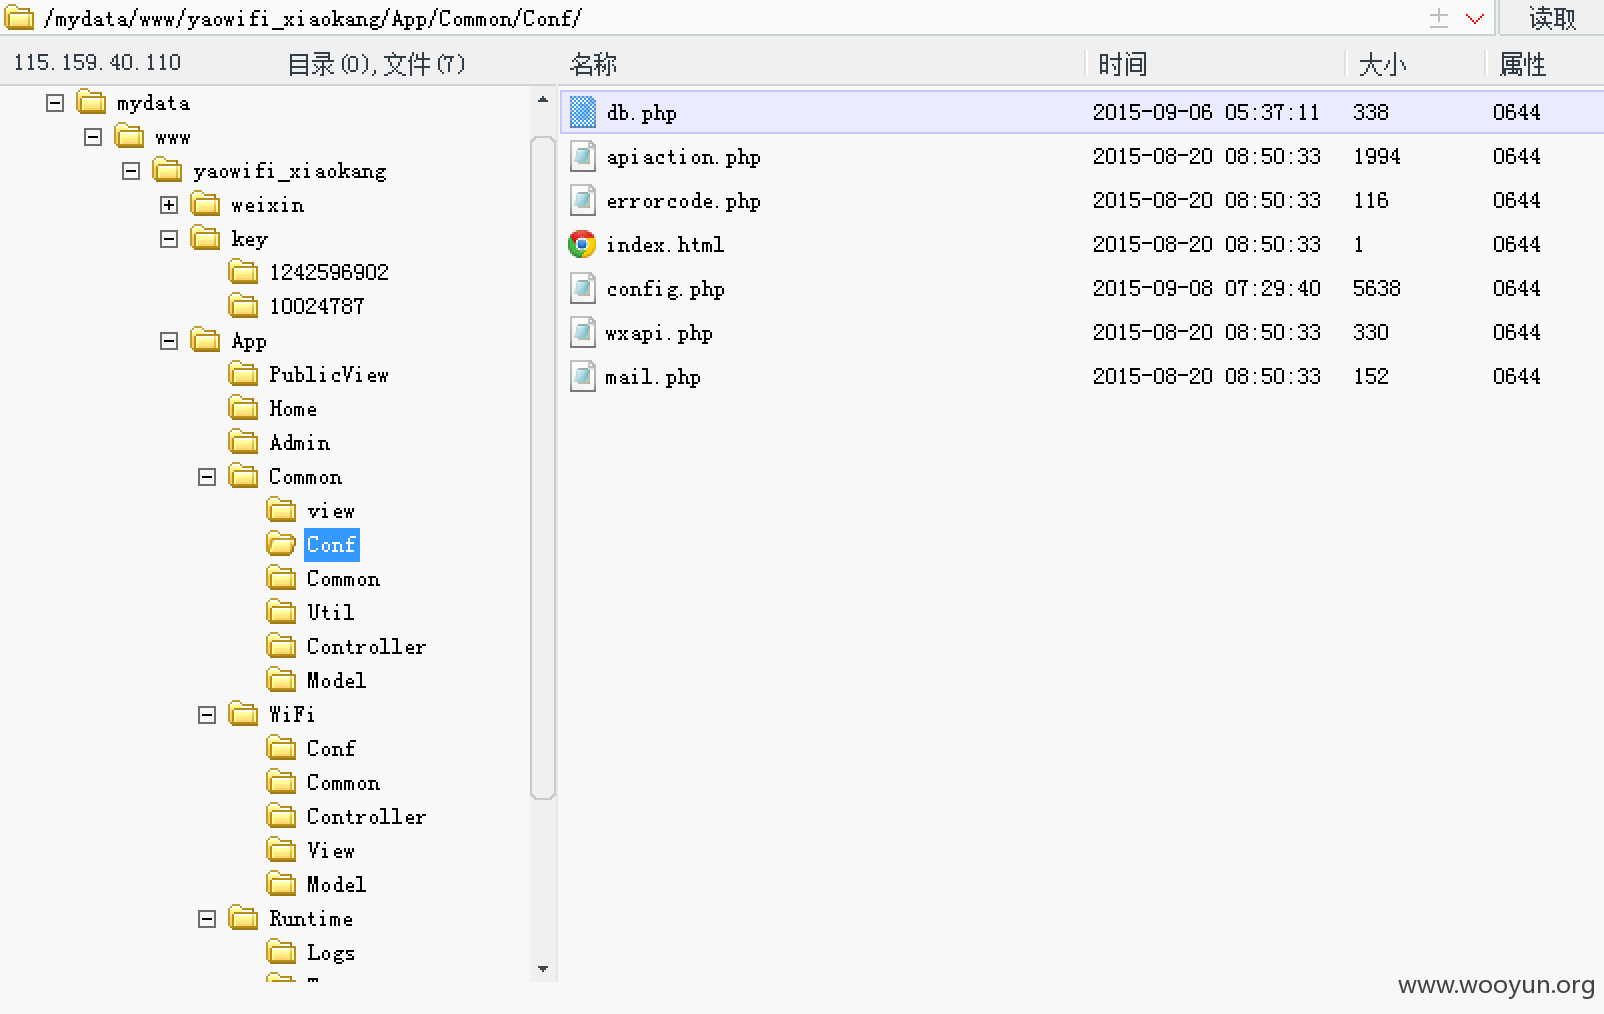 /mydata/www/yaowifi_xiaokang/App/Common/Conf/ 读取
115.159.40.110 目录(0),文件(7) 名称 时间 大小 属性
mydata
www
yaowifi_xiaokang
weixin
key
1242596902
10024787
App
PublicView
Home
Admin
Common
view
Conf
Common
Util
Controller
Model
WiFi
Conf
Common
Controller
View
Model
Runtime
Logs
db.php 2015-09-06 05:37:11 338 0644
apiaction.php 2015-08-20 08:50:33 1994 0644
errorcode.php 2015-08-20 08:50:33 116 0644
index.html 2015-08-20 08:50:33 1 0644
config.php 2015-09-08 07:29:40 5638 0644
wxapi.php 2015-08-20 08:50:33 330 0644
mail.php 2015-08-20 08:50:33 152 0644
www.wooyun.org